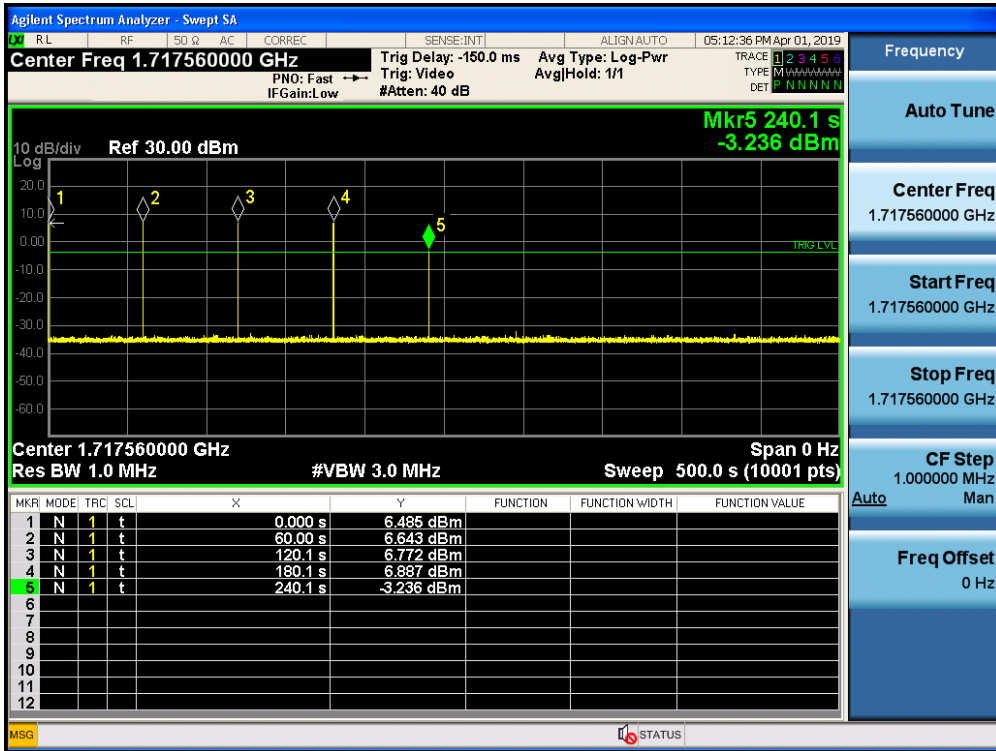 Agilent Spectrum Analyzer - Swept SA
LXI RL RF 50 Ω AC CORREC SENSE:INT ALIGN AUTO 05:12:36 PM Apr 01, 2019
Center Freq 1.717560000 GHz
PNO: Fast
IFGain:Low
Trig Delay: -150.0 ms
Trig: Video
#Atten: 40 dB
Avg Type: Log-Pwr
Avg|Hold: 1/1
TRACE 1 2 3 4 5 6
TYPE M
DET P N N N N N
Mkr5 240.1 s
-3.236 dBm
10 dB/div Ref 30.00 dBm
Log
20.0
10.0
0.00
-10.0
-20.0
-30.0
-40.0
-50.0
-60.0
1
2
3
4
5
TRIG LVL
Center 1.717560000 GHz Span 0 Hz
Res BW 1.0 MHz #VBW 3.0 MHz Sweep 500.0 s (10001 pts)
MKR MODE TRC SCL X Y FUNCTION FUNCTION WIDTH FUNCTION VALUE
1 N 1 t 0.000 s 6.485 dBm
2 N 1 t 60.00 s 6.643 dBm
3 N 1 t 120.1 s 6.772 dBm
4 N 1 t 180.1 s 6.887 dBm
5 N 1 t 240.1 s -3.236 dBm
6
7
8
9
10
11
12
MSG STATUS
Frequency
Auto Tune
Center Freq
1.717560000 GHz
Start Freq
1.717560000 GHz
Stop Freq
1.717560000 GHz
CF Step
1.000000 MHz
Auto Man
Freq Offset
0 Hz